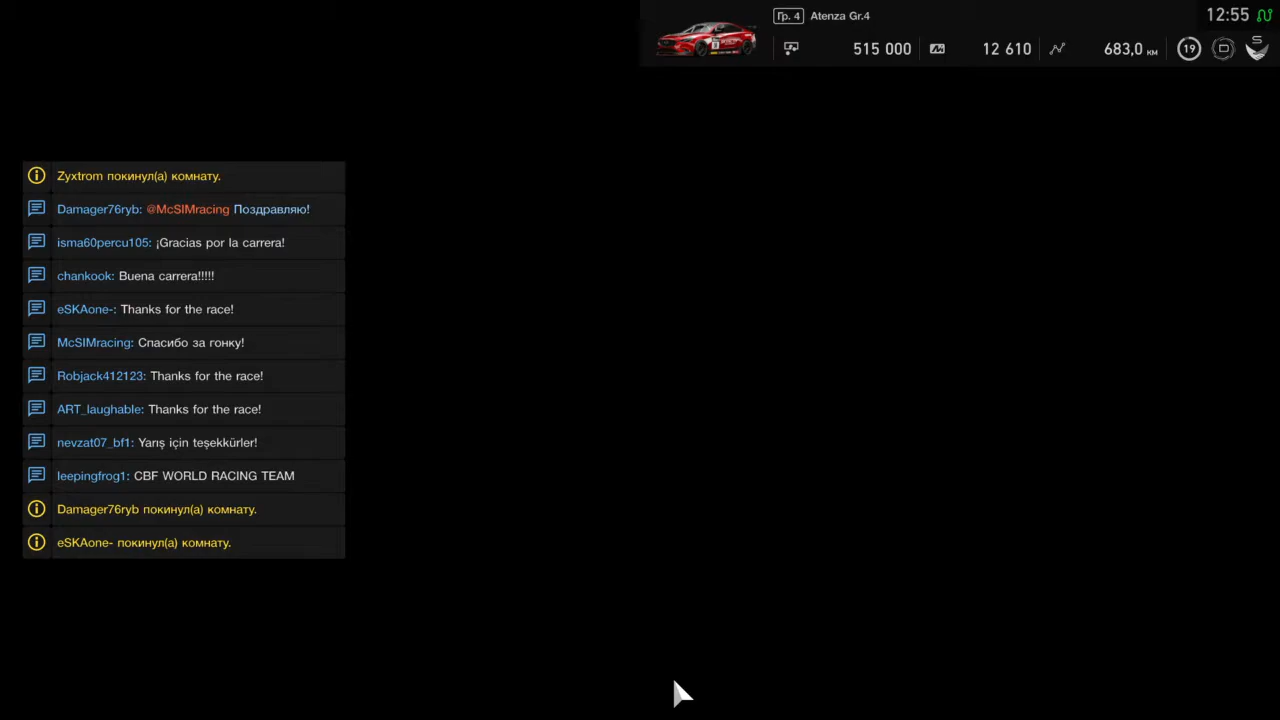 Гр. 4 Atenza Gr.4
12:55
515 000 12 610 683,0 км 19 D S
Zyxtrom покинул(а) комнату.
Damager76ryb: @McSIMracing Поздравляю!
isma60percu105: ¡Gracias por la carrera!
chankook: Buena carrera!!!!!
eSKAone-: Thanks for the race!
McSIMracing: Спасибо за гонку!
Robjack412123: Thanks for the race!
ART_laughable: Thanks for the race!
nevzat07_bf1: Yarış için teşekkürler!
leepingfrog1: CBF WORLD RACING TEAM
Damager76ryb покинул(а) комнату.
eSKAone- покинул(а) комнату.